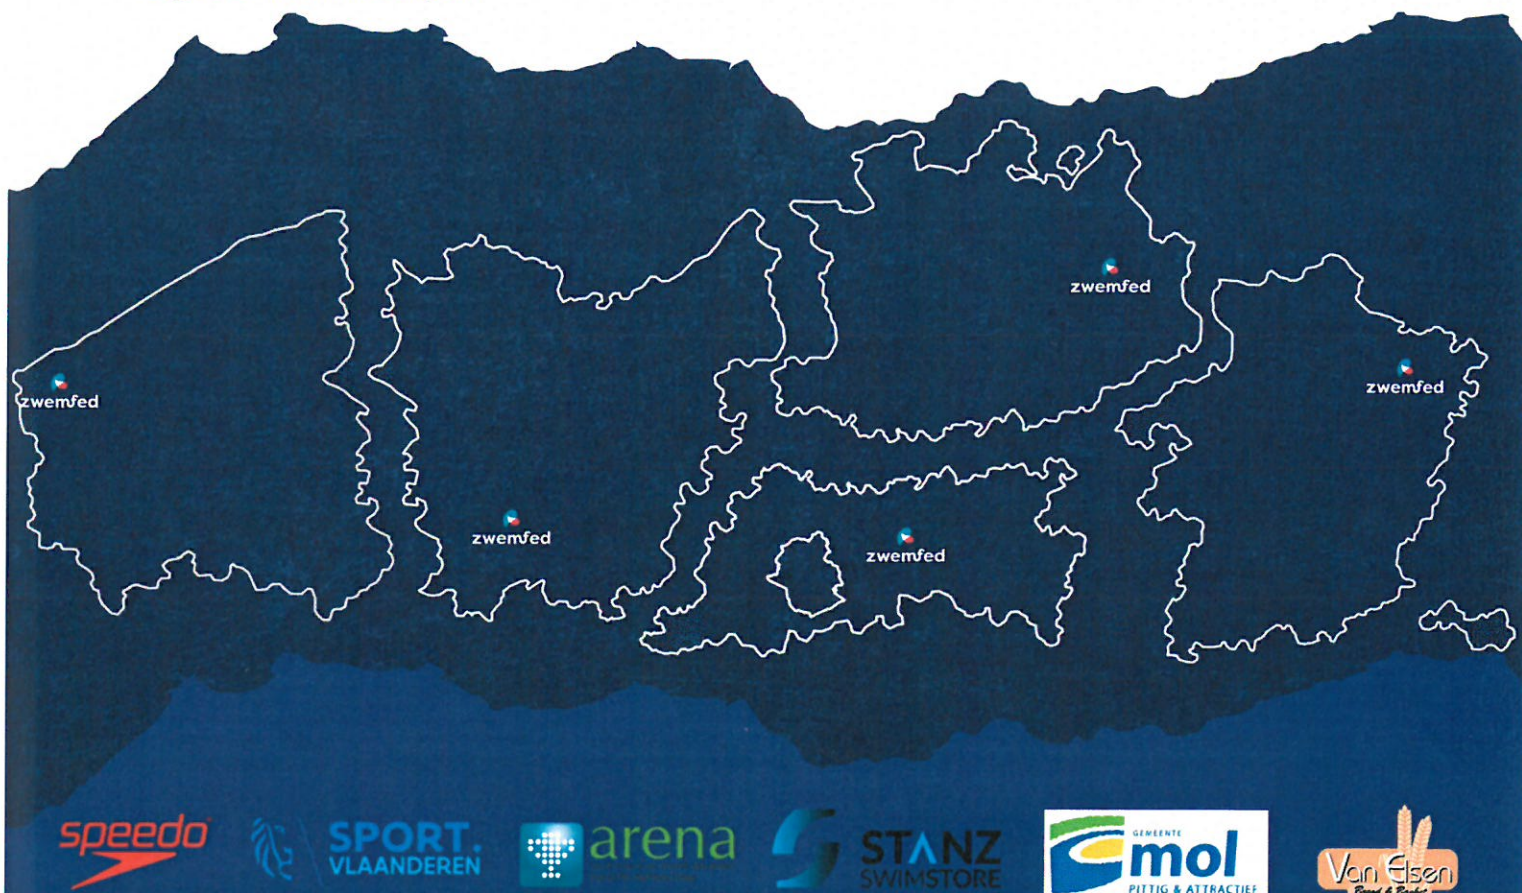 zwemfed
zwemfed
zwemfed
zwemfed
zwemfed
speedo
SPORT.
VLAANDEREN
arena
STANZ
SWIMSTORE
GEMEENTE
mol
PITTIG & ATTRACTIEF
Van Elsen